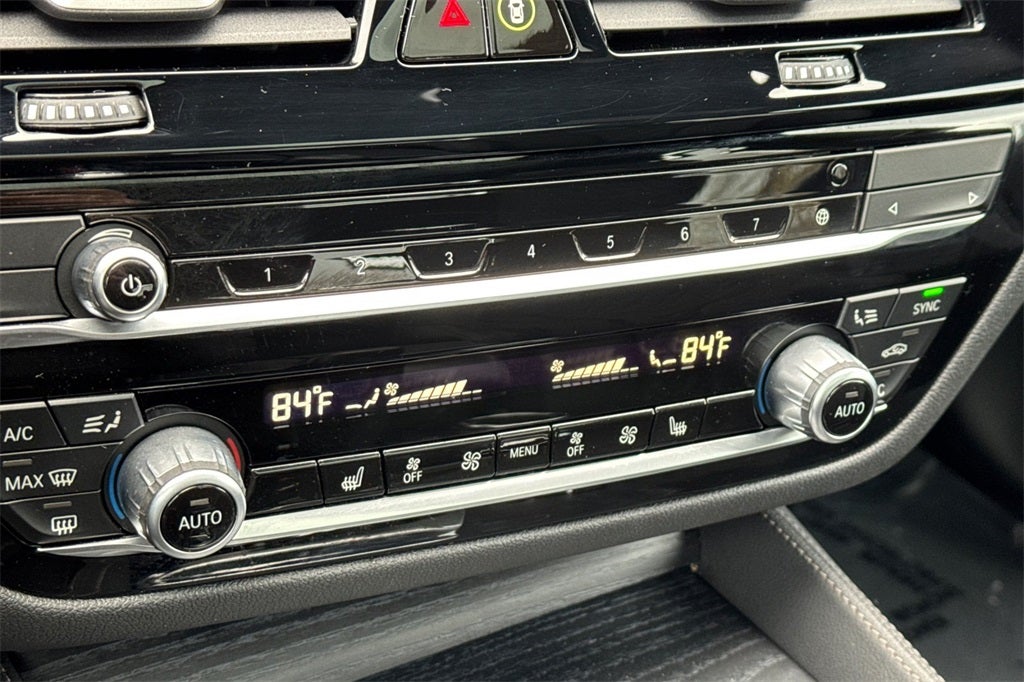 1 2 3 4 5 6 7
SYNC
84°F 84°F
A/C
AUTO
MAX
OFF MENU OFF
AUTO